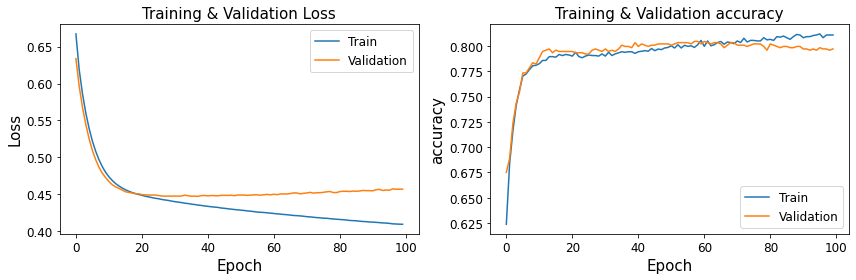 Training & Validation Loss
0.65
0.60
0.55
0.50
0.45
0.40
Loss
0
20
40
60
80
100
Epoch
Train
Validation
Training & Validation accuracy
0.800
0.775
0.750
0.725
0.700
0.675
0.650
0.625
accuracy
0
20
40
60
80
100
Epoch
Train
Validation